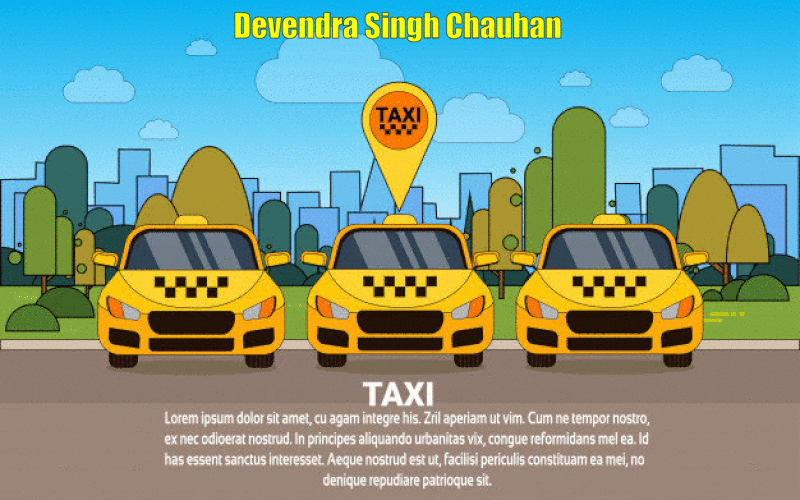 Devendra Singh Chauhan
TAXI
TAXI
Lorem ipsum dolor sit amet, cu agam integre his. Zril aperiam ut vim. Cum ne tempor nostro,
ex nec odioerat nostrud. In principes aliquando urbanitas vix, congue reformidans mel ea. Id
has essent sanctus interesset. Aeque nostrud est ut, facilisi periculis constituam ea mei, no
denique repudiare patrioque sit.